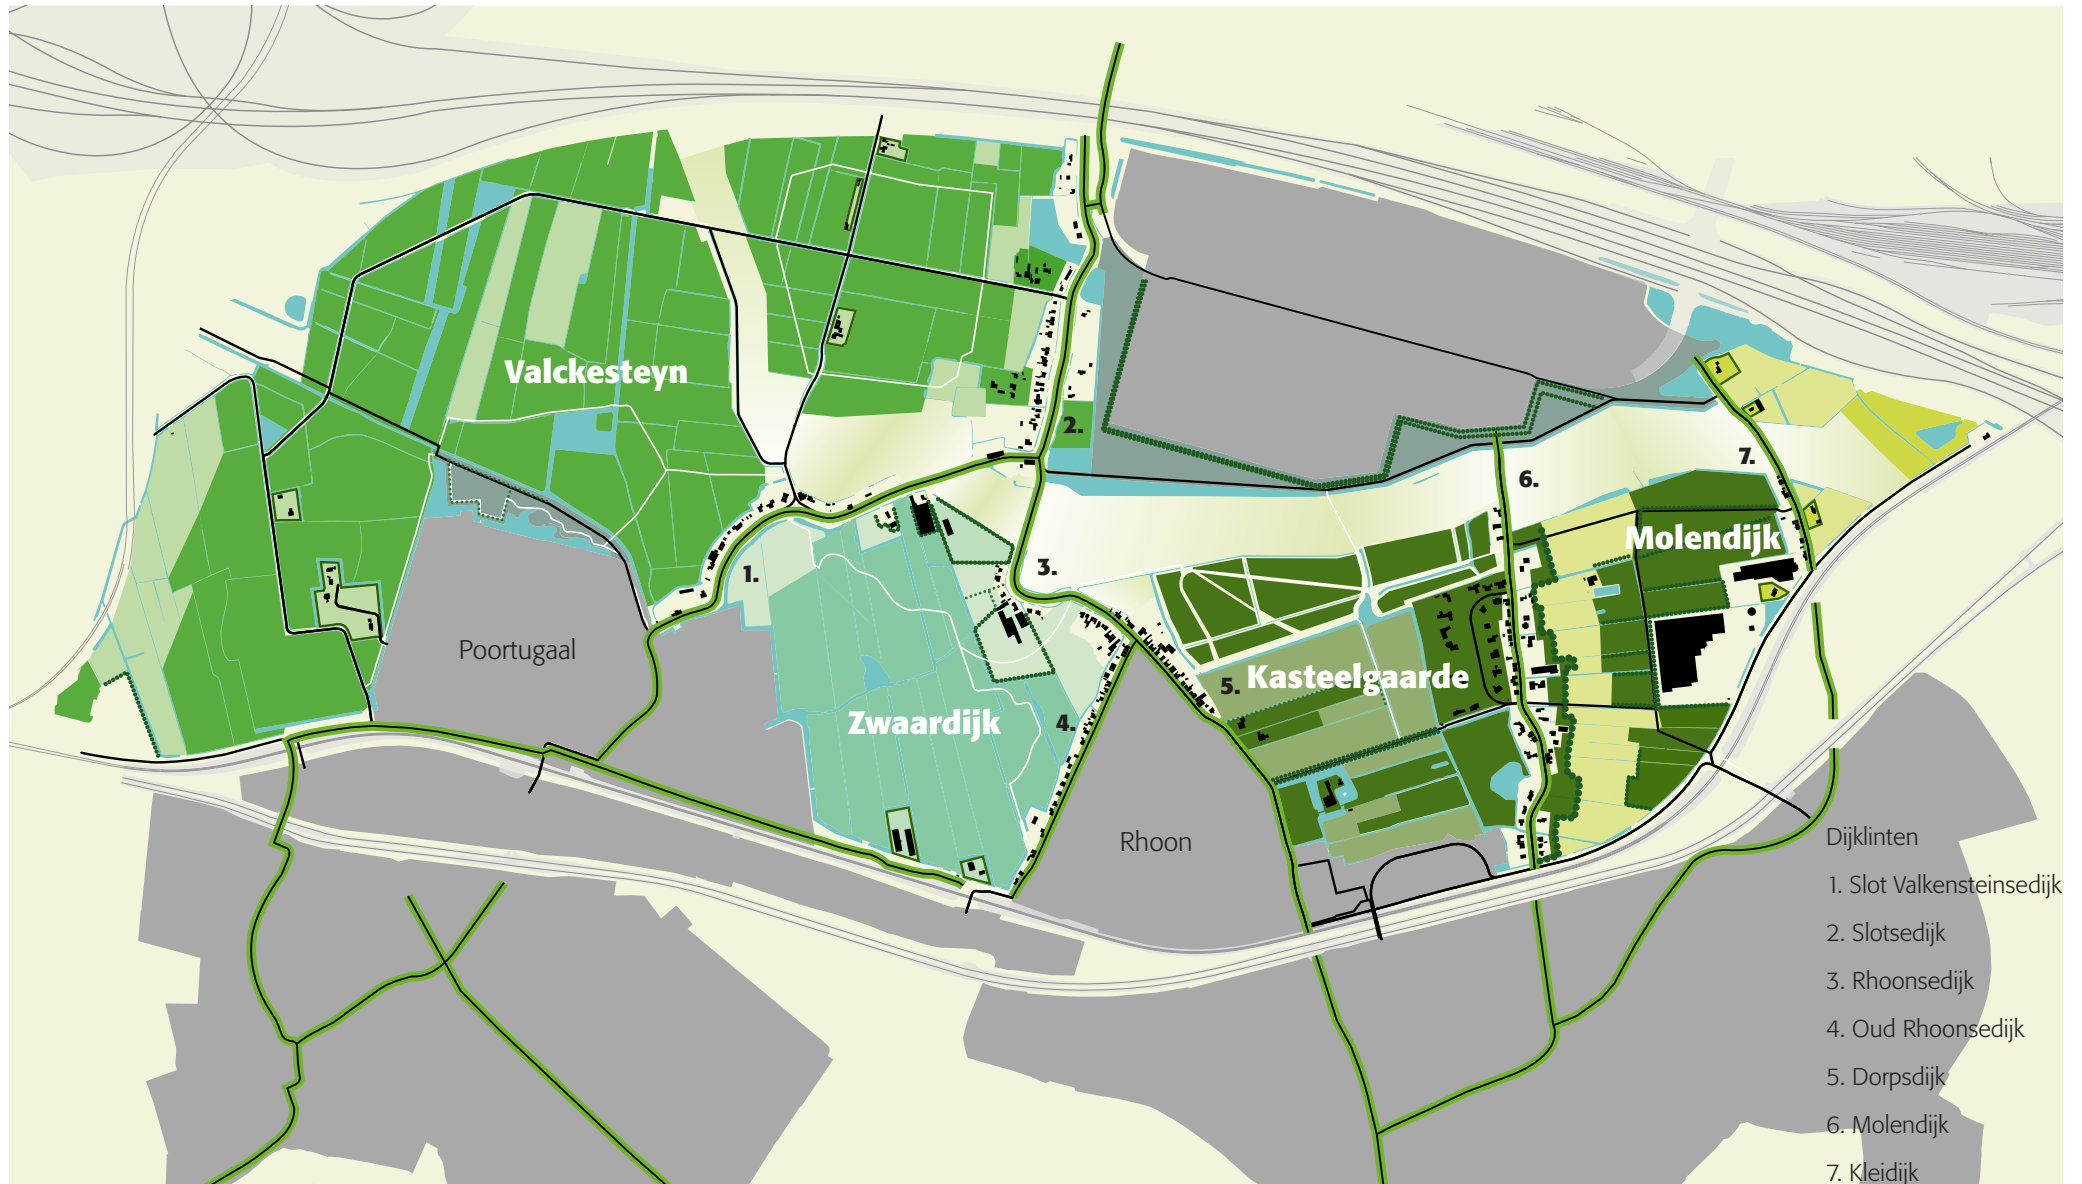 Valckesteyn
2.
7.
6.
Molendijk
1.
3.
Poortugaal
5. Kasteelgaarde
Zwaardijk
4.
Rhoon
Dijklinten
1. Slot Valkensteinsedijk
2. Slotsedijk
3. Rhoonsedijk
4. Oud Rhoonsedijk
5. Dorpsdijk
6. Molendijk
7. Kleidijk